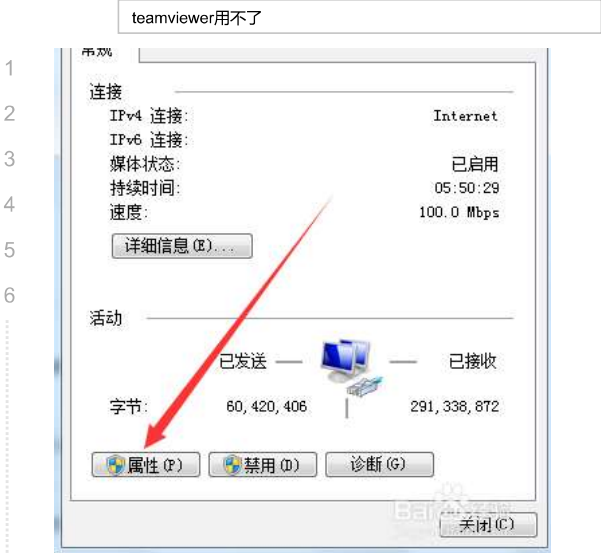 teamviewer用不了
常规
1
连接
IPv4 连接: Internet
2
IPv6 连接:
3
媒体状态: 已启用
持续时间: 05:50:29
4
速度: 100.0 Mbps
5
详细信息(E)...
6
活动
已发送 — — 已接收
字节: 60,420,406 | 291,338,872
属性(P) 禁用(D) 诊断(G)
关闭(C)